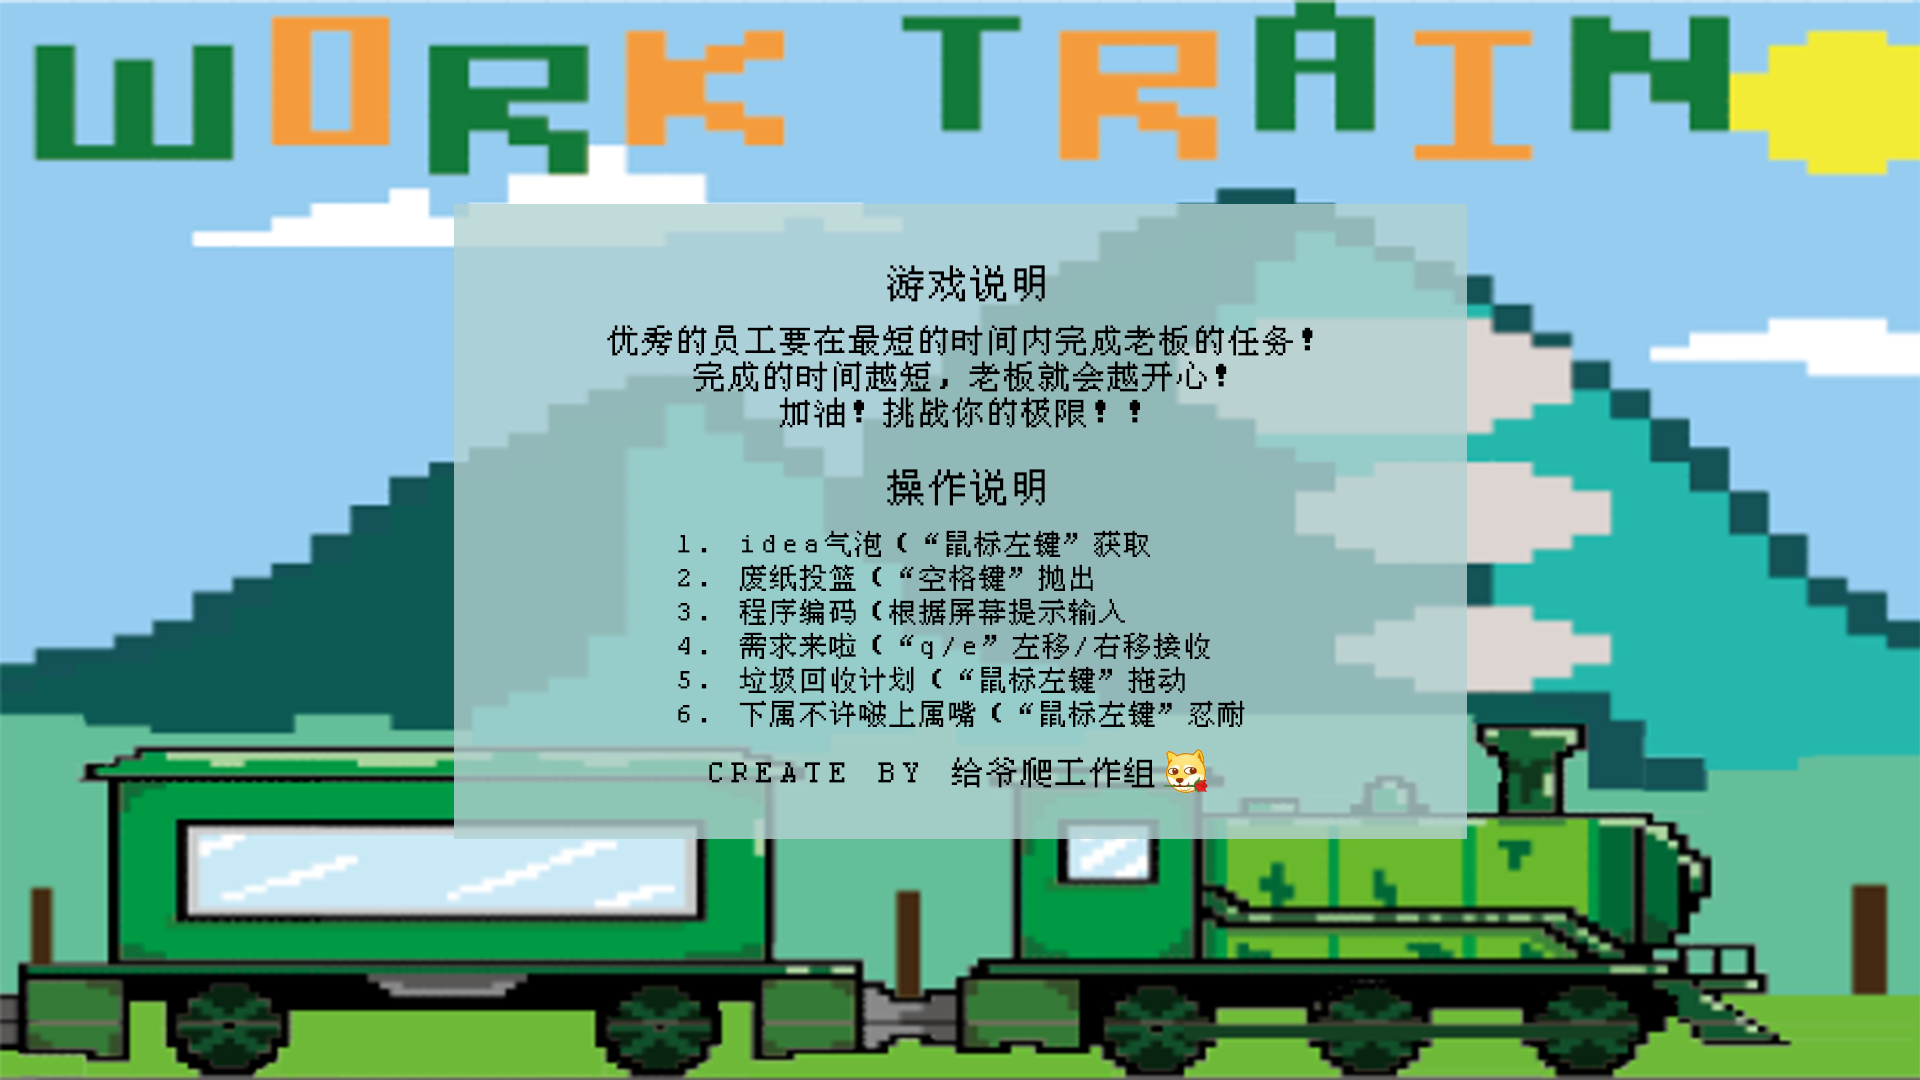 WORK TRAIN
游戏说明
优秀的员工要在最短的时间内完成老板的任务！
完成的时间越短，老板就会越开心！
加油！挑战你的极限！！
操作说明
1. idea气泡（“鼠标左键”获取
2. 废纸投篮（“空格键”抛出
3. 程序编码（根据屏幕提示输入
4. 需求来啦（“q/e”左移/右移接收
5. 垃圾回收计划（“鼠标左键”拖动
6. 下属不许啵上属嘴（“鼠标左键”忍耐
CREATE BY 给爷爬工作组